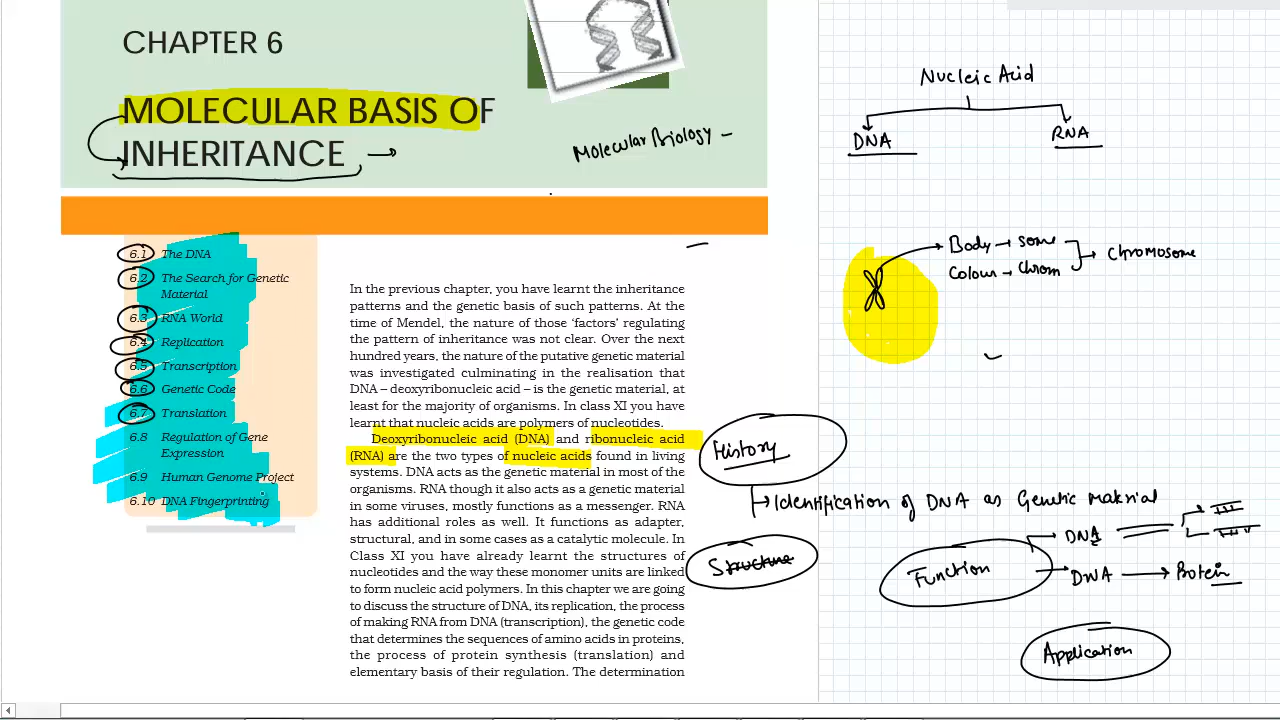 CHAPTER 6
MOLECULAR BASIS OF
INHERITANCE
Molecular Biology
6.1 The DNA
6.2 The Search for Genetic
Material
6.3 RNA World
6.4 Replication
6.5 Transcription
6.6 Genetic Code
6.7 Translation
6.8 Regulation of Gene
Expression
6.9 Human Genome Project
6.10 DNA Fingerprinting
In the previous chapter, you have learnt the inheritance
patterns and the genetic basis of such patterns. At the
time of Mendel, the nature of those 'factors' regulating
the pattern of inheritance was not clear. Over the next
hundred years, the nature of the putative genetic material
was investigated culminating in the realisation that
DNA – deoxyribonucleic acid – is the genetic material, at
least for the majority of organisms. In class XI you have
learnt that nucleic acids are polymers of nucleotides.
Deoxyribonucleic acid (DNA) and ribonucleic acid
(RNA) are the two types of nucleic acids found in living
systems. DNA acts as the genetic material in most of the
organisms. RNA though it also acts as a genetic material
in some viruses, mostly functions as a messenger. RNA
has additional roles as well. It functions as adapter,
structural, and in some cases as a catalytic molecule. In
Class XI you have already learnt the structures of
nucleotides and the way these monomer units are linked
to form nucleic acid polymers. In this chapter we are going
to discuss the structure of DNA, its replication, the process
of making RNA from DNA (transcription), the genetic code
that determines the sequences of amino acids in proteins,
the process of protein synthesis (translation) and
elementary basis of their regulation. The determination
Nucleic Acid
DNA RNA
Body → some
Colour → Chrom
Chromosome
History
Identification of DNA as Genetic Material
Structure
Function
DNA
DNA → Protein
Application